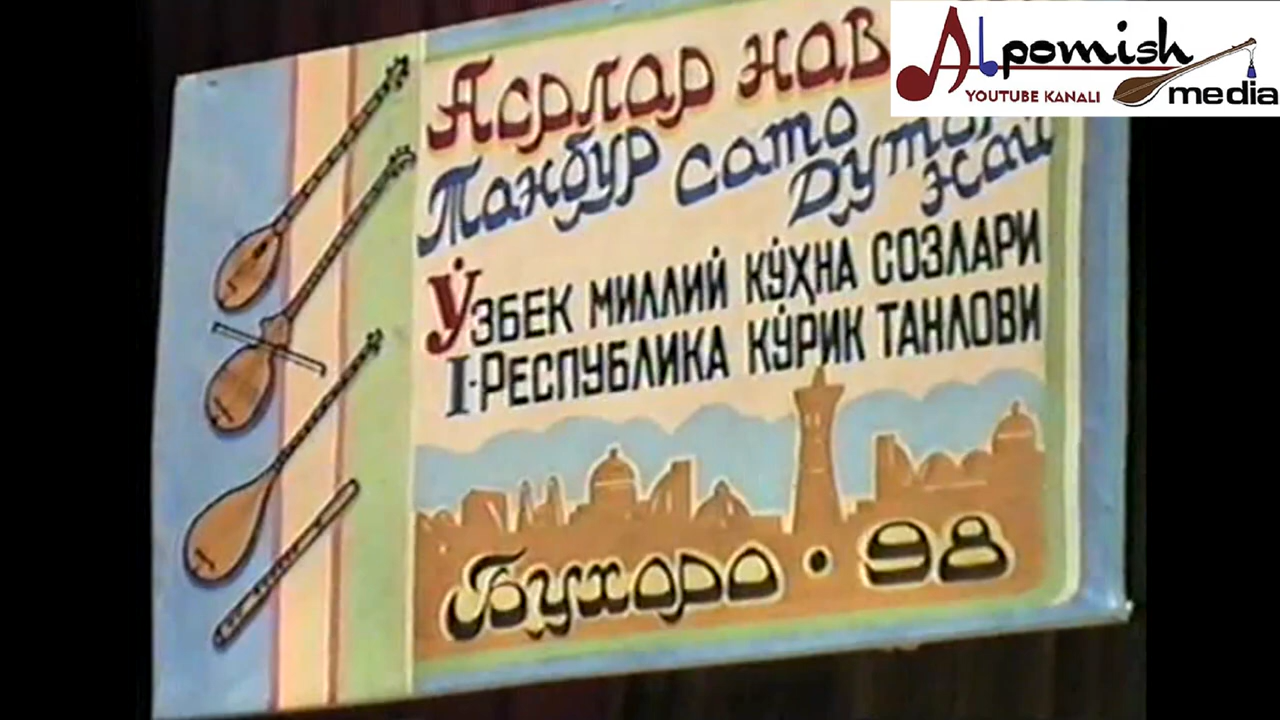 Асрлар нав
Танбур сато
Дутор
най
Ўзбек миллий кўҳна созлари
I-Республика кўрик танлови
Бухоро • 98
Alpomish
YOUTUBE KANALI
media